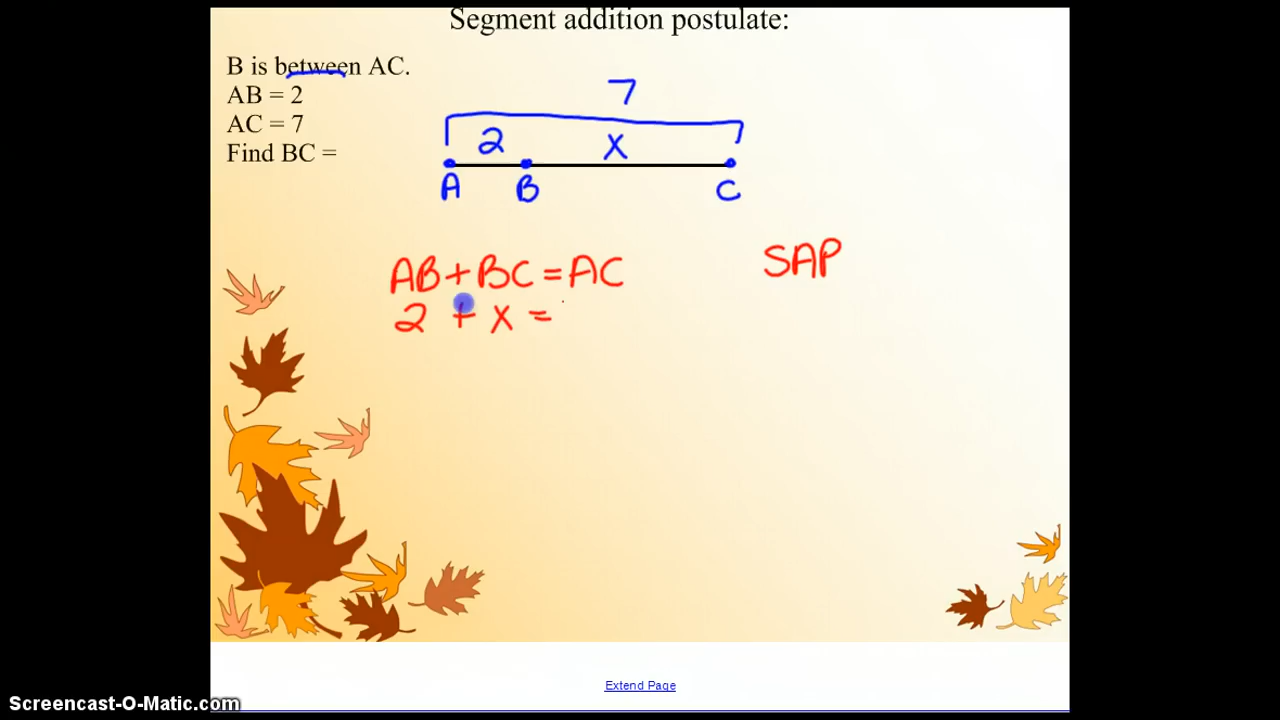 Segment addition postulate:
B is between AC.
AB = 2
AC = 7
Find BC =
7
2 x
A B C
AB+BC=AC
SAP
2 + x =
Extend Page
Screencast-O-Matic.com